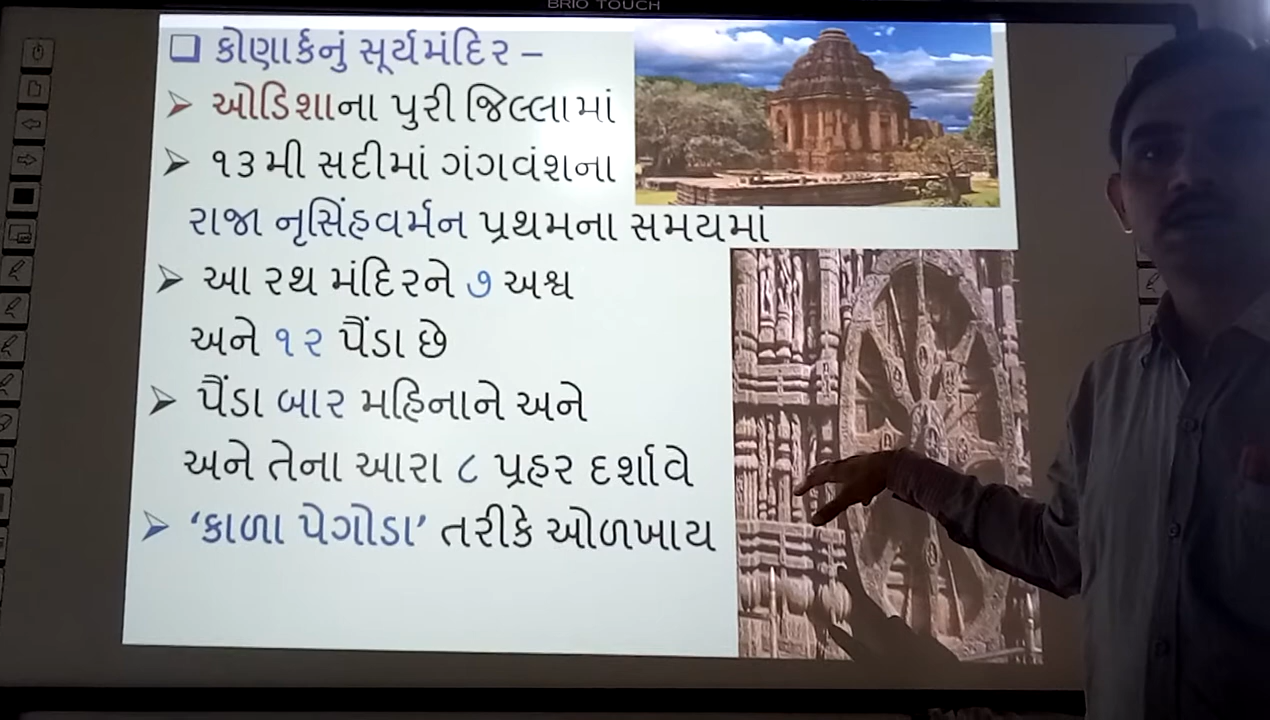 BRIO TOUCH
કોણાર્કનું સૂર્યમંદિર –
ઓડિશાના પુરી જિલ્લામાં
૧૩મી સદીમાં ગંગવંશના
રાજા નૃસિંહવર્મન પ્રથમના સમયમાં
આ રથ મંદિરને ૭ અશ્વ
અને ૧૨ પૈંડા છે
પૈંડા બાર મહિનાને અને
અને તેના આરા ૮ પ્રહર દર્શાવે
‘કાળા પેગોડા’ તરીકે ઓળખાય